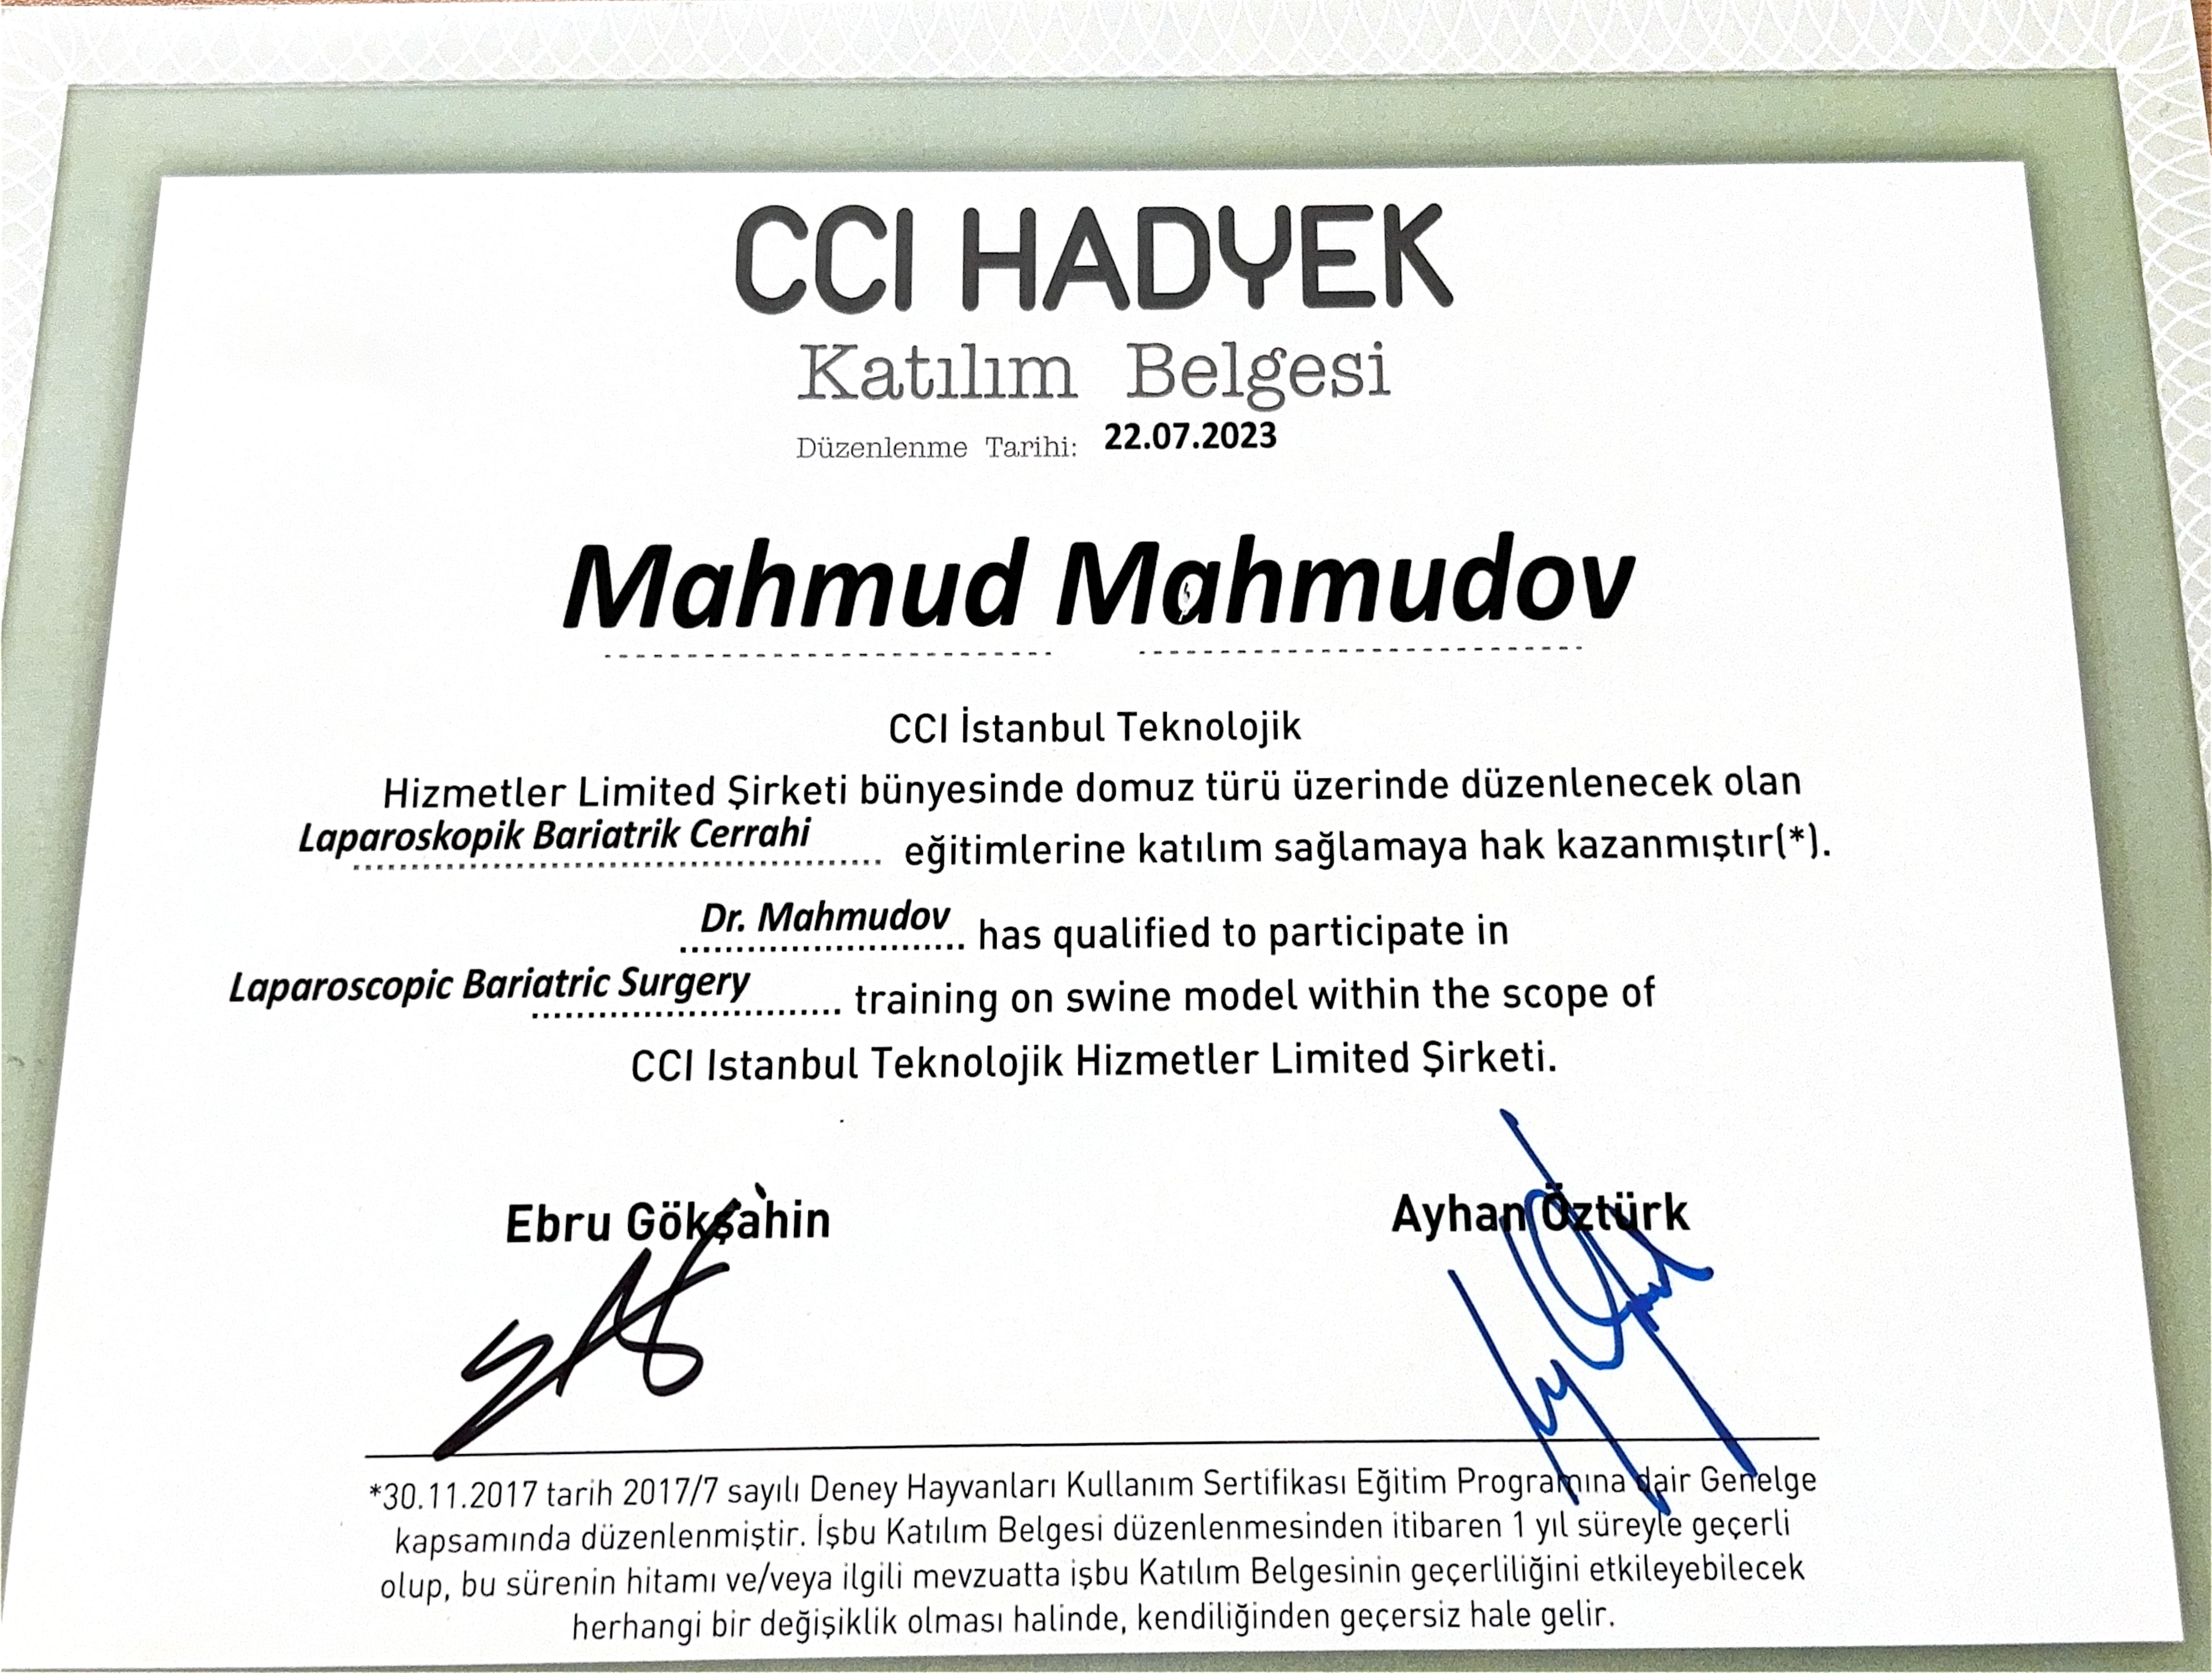 CCI HADYEK
Katılım Belgesi
Düzenlenme Tarihi: 22.07.2023
Mahmud Mahmudov
CCI İstanbul Teknolojik
Hizmetler Limited Şirketi bünyesinde domuz türü üzerinde düzenlenecek olan
Laparoskopik Bariatrik Cerrahi eğitimlerine katılım sağlamaya hak kazanmıştır(*).
Dr. Mahmudov has qualified to participate in
Laparoscopic Bariatric Surgery training on swine model within the scope of
CCI Istanbul Teknolojik Hizmetler Limited Şirketi.
Ebru Gökşahin
Ayhan Öztürk
*30.11.2017 tarih 2017/7 sayılı Deney Hayvanları Kullanım Sertifikası Eğitim Programına dair Genelge
kapsamında düzenlenmiştir. İşbu Katılım Belgesi düzenlenmesinden itibaren 1 yıl süreyle geçerli
olup, bu sürenin hitamı ve/veya ilgili mevzuatta işbu Katılım Belgesinin geçerliliğini etkileyebilecek
herhangi bir değişiklik olması halinde, kendiliğinden geçersiz hale gelir.